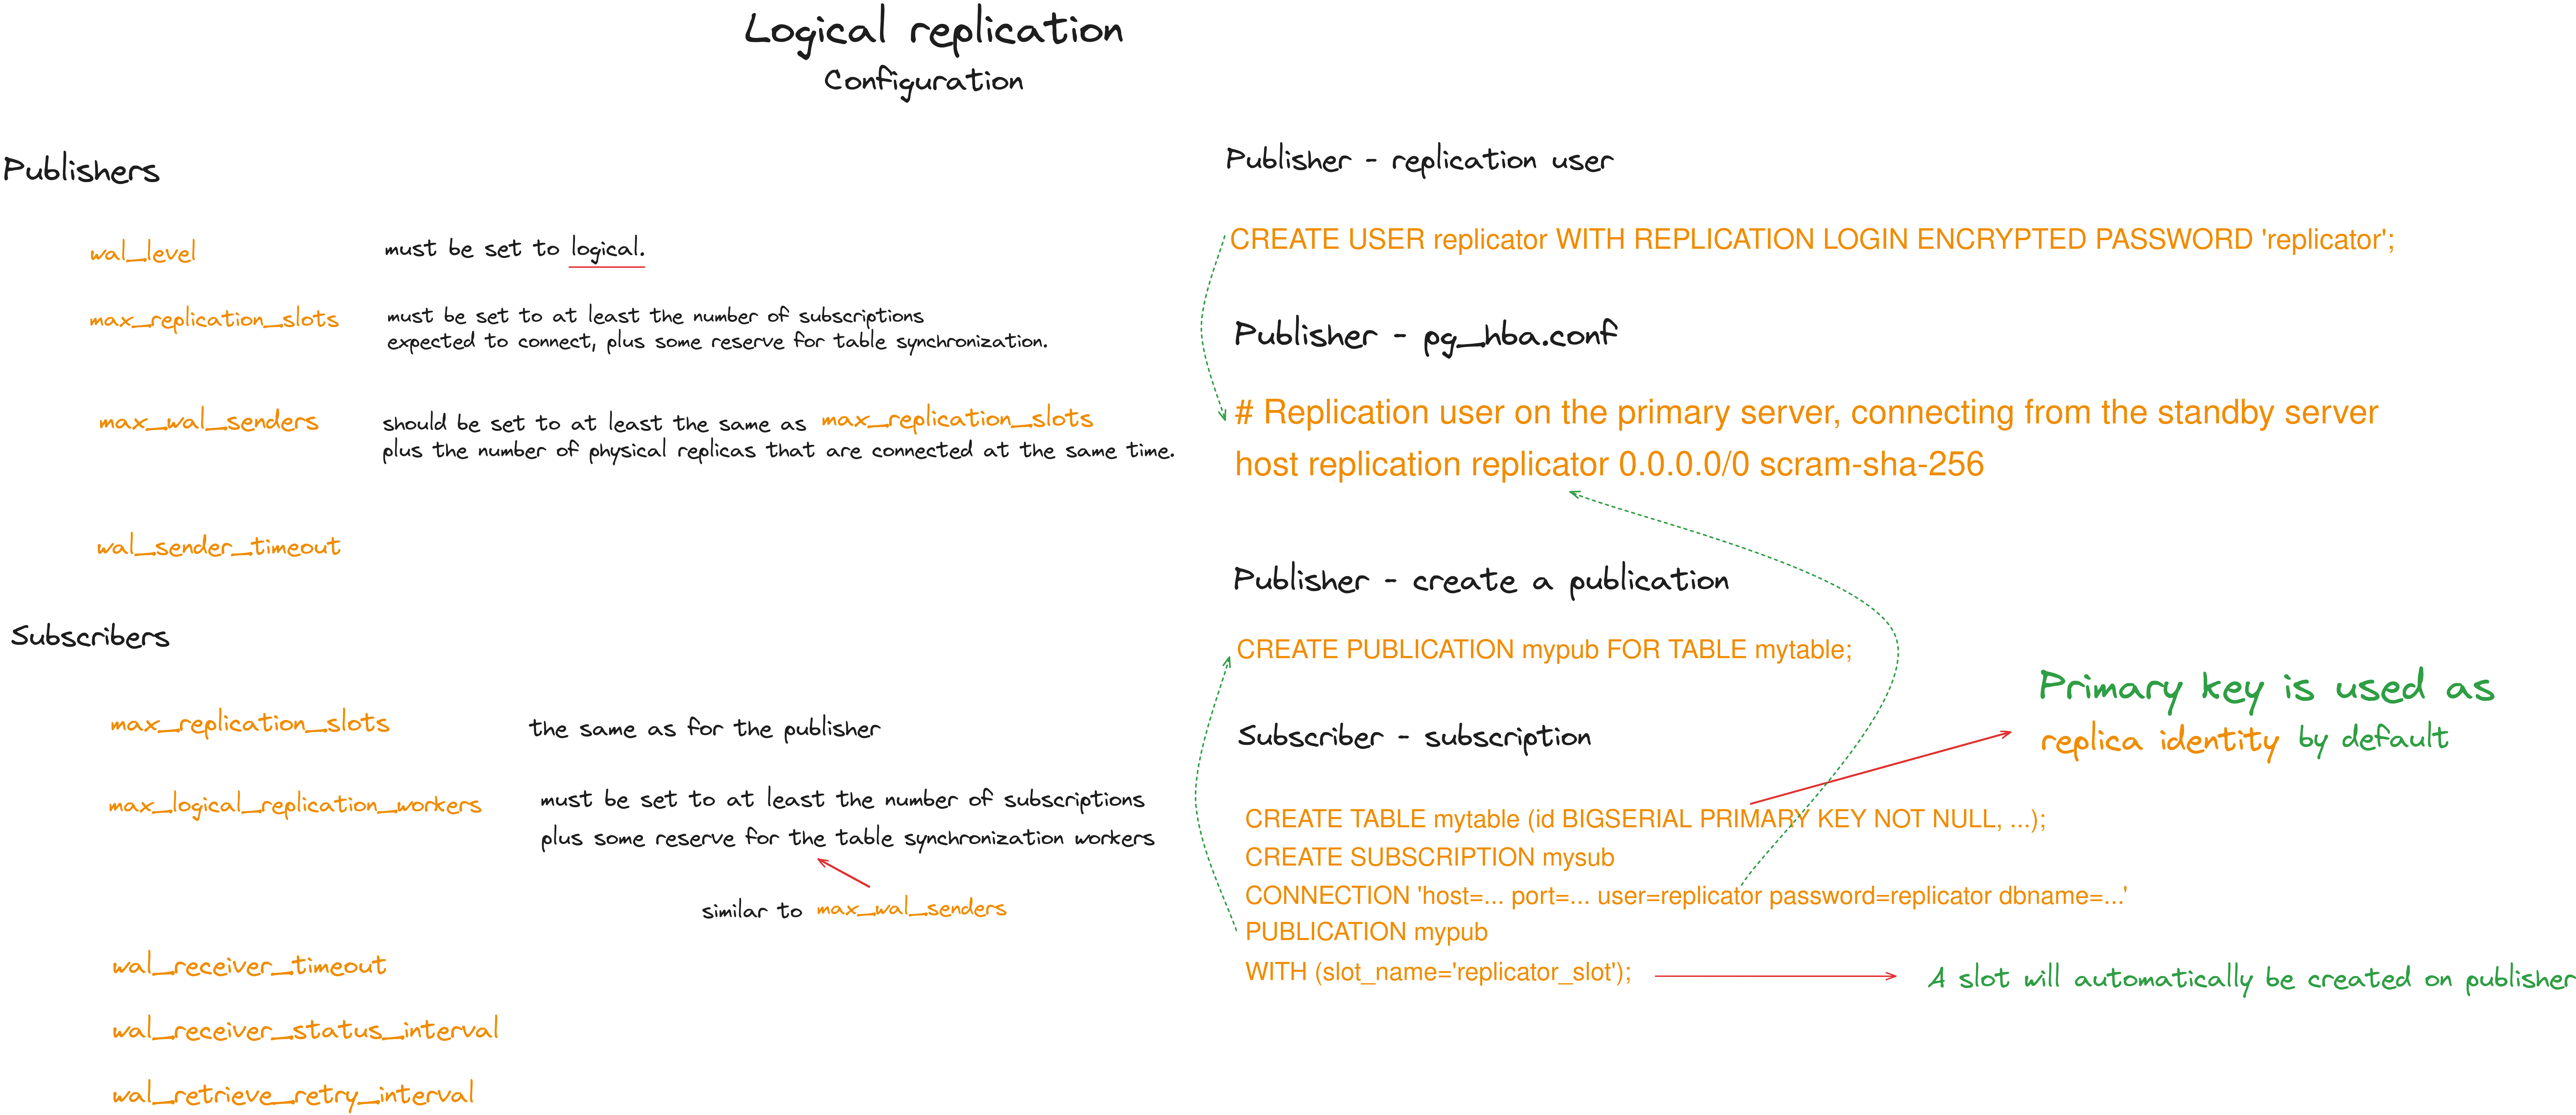 Logical replication
Configuration
Publishers
wal_level
must be set to logical.
max_replication_slots
must be set to at least the number of subscriptions
expected to connect, plus some reserve for table synchronization.
max_wal_senders
should be set to at least the same as max_replication_slots
plus the number of physical replicas that are connected at the same time.
wal_sender_timeout
Subscribers
max_replication_slots
the same as for the publisher
max_logical_replication_workers
must be set to at least the number of subscriptions
plus some reserve for the table synchronization workers
similar to max_wal_senders
wal_receiver_timeout
wal_receiver_status_interval
wal_retrieve_retry_interval
Publisher - replication user
CREATE USER replicator WITH REPLICATION LOGIN ENCRYPTED PASSWORD 'replicator';
Publisher - pg_hba.conf
# Replication user on the primary server, connecting from the standby server
host replication replicator 0.0.0.0/0 scram-sha-256
Publisher - create a publication
CREATE PUBLICATION mypub FOR TABLE mytable;
Subscriber - subscription
CREATE TABLE mytable (id BIGSERIAL PRIMARY KEY NOT NULL, ...);
CREATE SUBSCRIPTION mysub
CONNECTION 'host=... port=... user=replicator password=replicator dbname=...'
PUBLICATION mypub
WITH (slot_name='replicator_slot');
Primary key is used as
replica identity by default
A slot will automatically be created on publisher